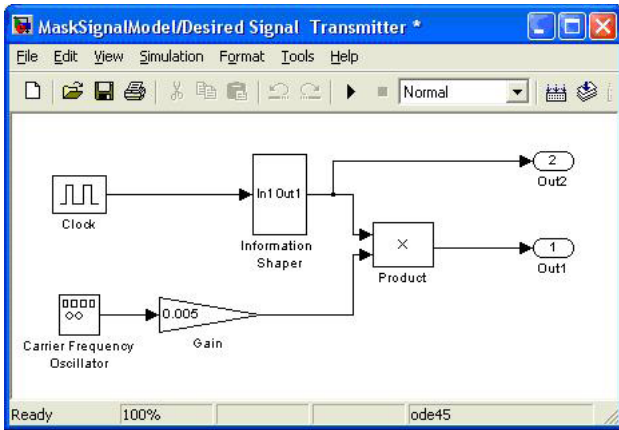 MaskSignalModel/Desired Signal Transmitter *
File Edit View Simulation Format Tools Help
Normal
2
Out2
In1 Out1
Clock
Information
Shaper
×
Product
1
Out1
0.005
Gain
Carrier Frequency
Oscillator
Ready 100% ode45